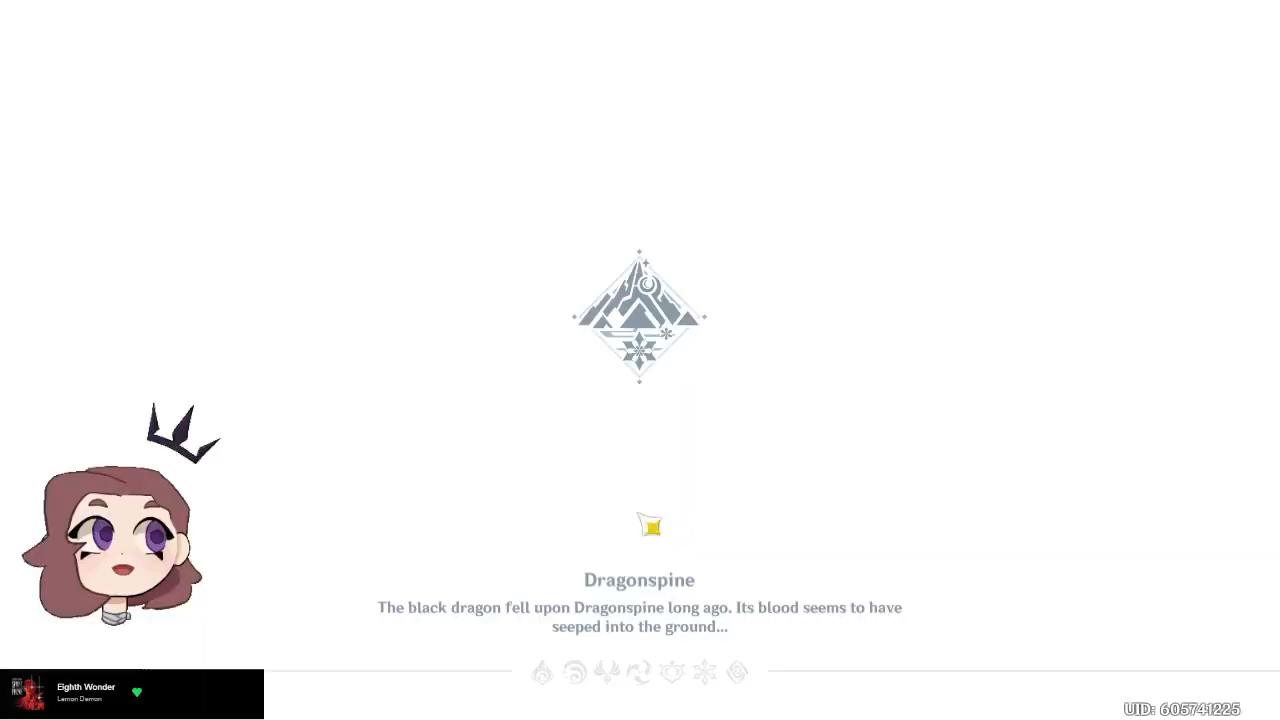 Dragonspine
The black dragon fell upon Dragonspine long ago. Its blood seems to have
seeped into the ground...
Eighth Wonder
Lemon Demon
UID: 605741225